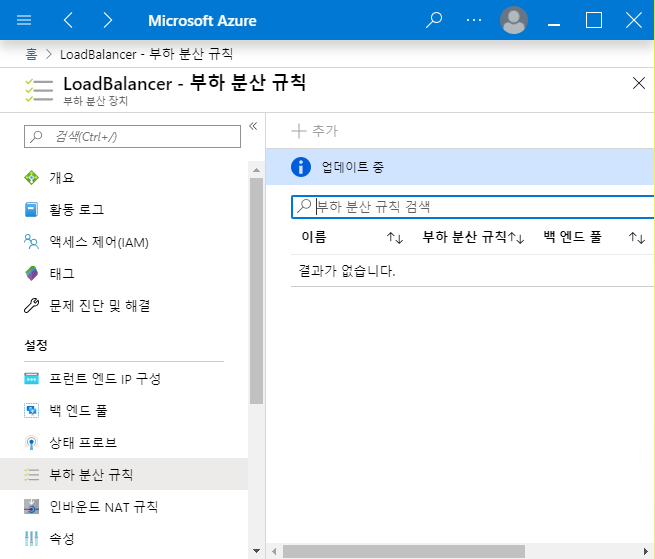 Microsoft Azure
홈 > LoadBalancer - 부하 분산 규칙
LoadBalancer - 부하 분산 규칙
부하 분산 장치
검색(Ctrl+/)
개요
활동 로그
액세스 제어(IAM)
태그
문제 진단 및 해결
설정
프런트 엔드 IP 구성
백 엔드 풀
상태 프로브
부하 분산 규칙
인바운드 NAT 규칙
속성
추가
업데이트 중
부하 분산 규칙 검색
이름 부하 분산 규칙 백 엔드 풀
결과가 없습니다.